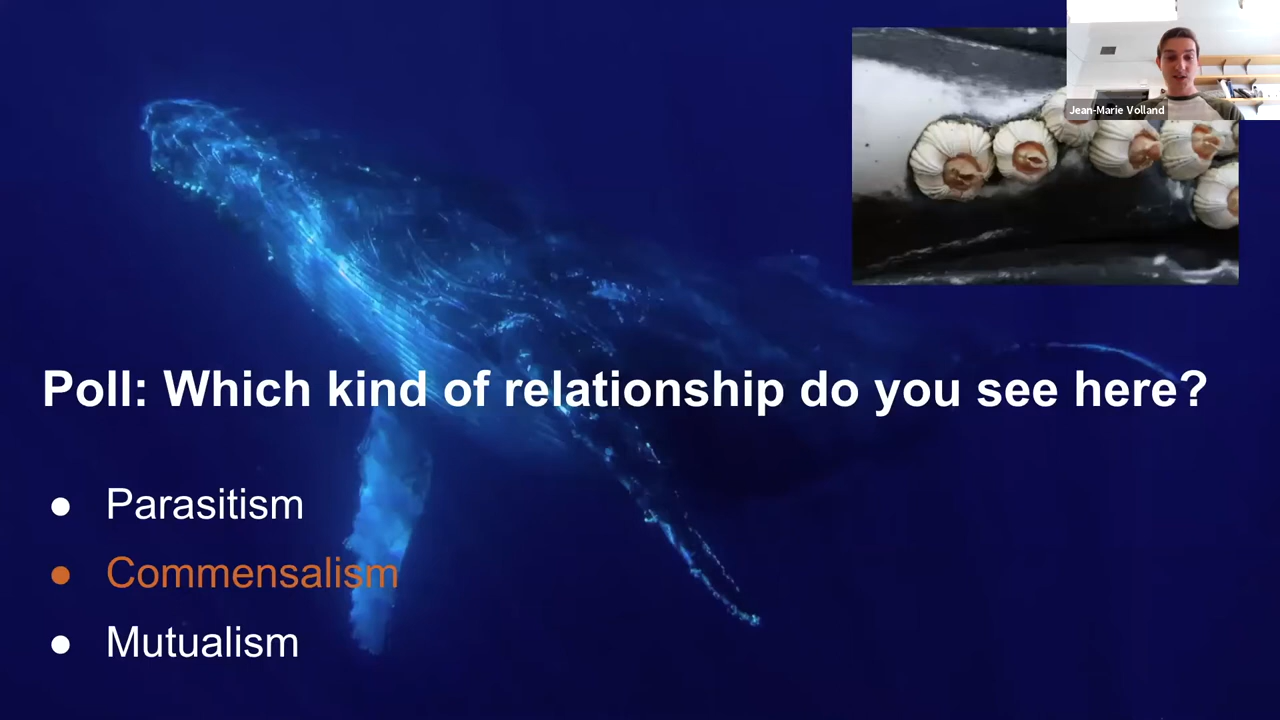 Jean-Marie Volland
Poll: Which kind of relationship do you see here?
● Parasitism
● Commensalism
● Mutualism